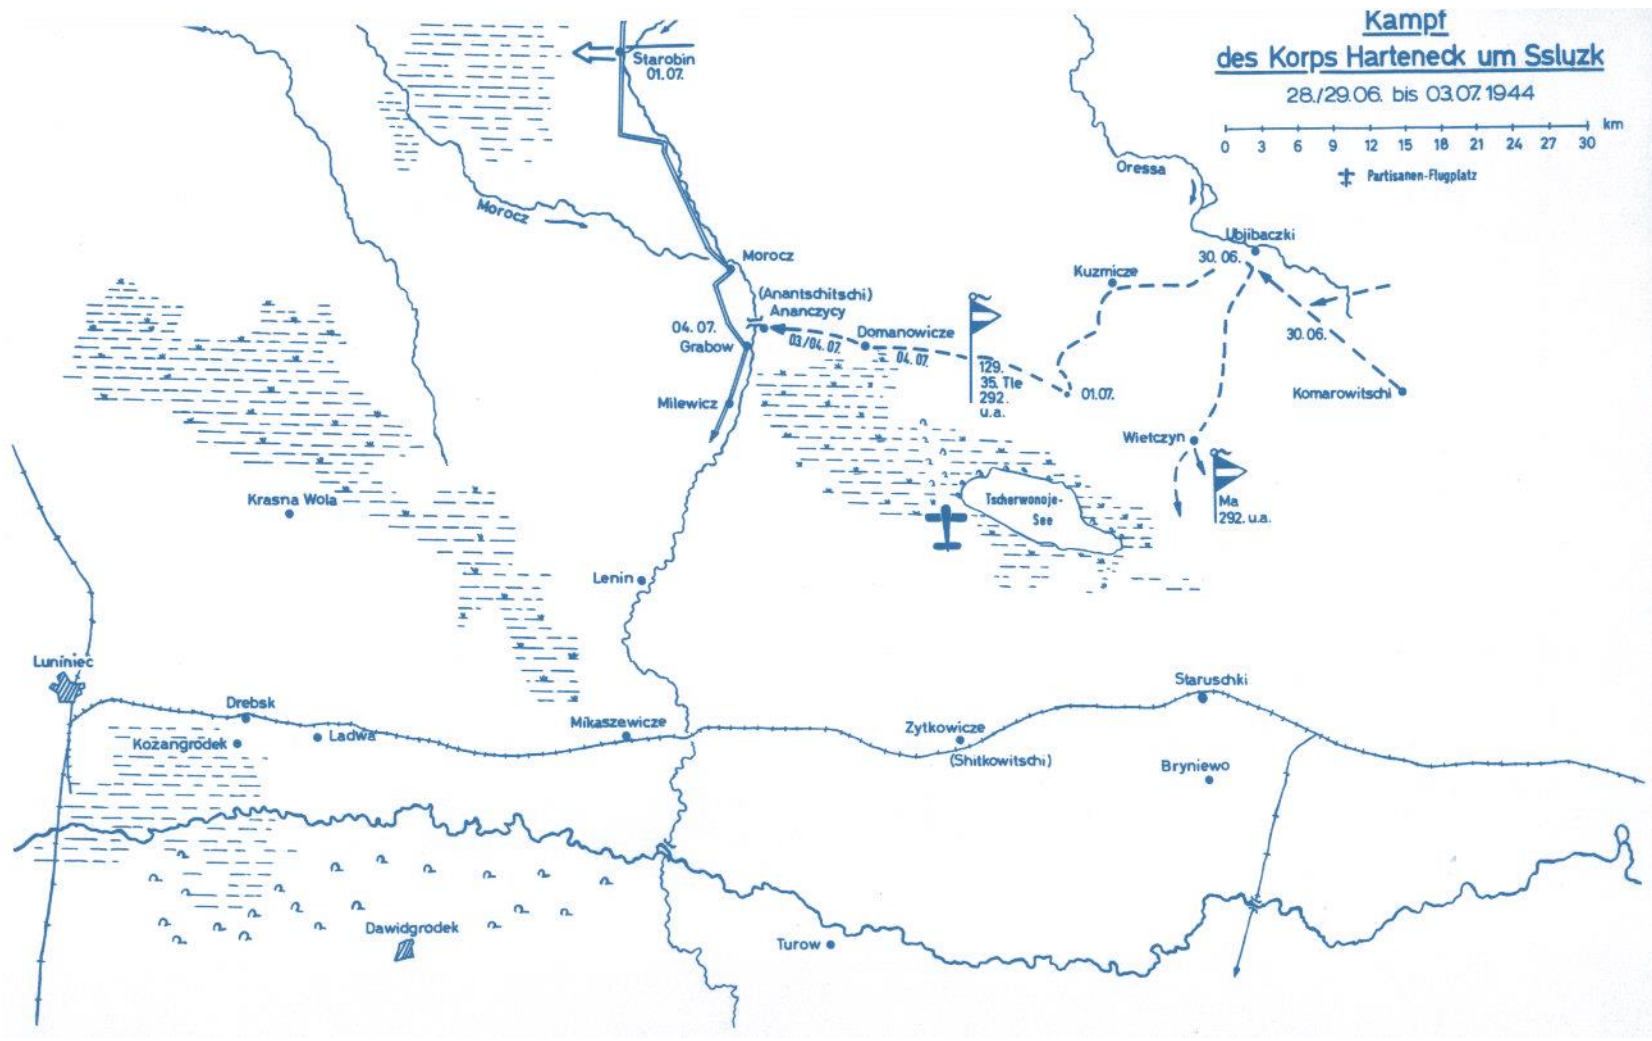 Kampf
des Korps Harteneck um Ssluzk
28./29.06. bis 03.07.1944
km
0 3 6 9 12 15 18 21 24 27 30
Partisanen-Flugplatz
Starobin
01.07.
Oressa
Morocz
Morocz
Ubjibaczki
30.06.
Kuzmicze
(Anantschitschi)
Ananczycy
04.07.
Grabow
03/04.07.
Domanowicze
04.07.
30.06.
129.
35. Tle
292.
u.a.
01.07.
Komarowitschi
Milewicz
Wietczyn
Krasna Wola
Tscherwonoje-
See
Ma
292. u.a.
Lenin
Luniniec
Staruschki
Drebsk
Mikaszewicze
Zytkowicze
Kozangrodek
Ladwa
(Shitkowitschi)
Bryniewo
Dawidgrodek
Turow